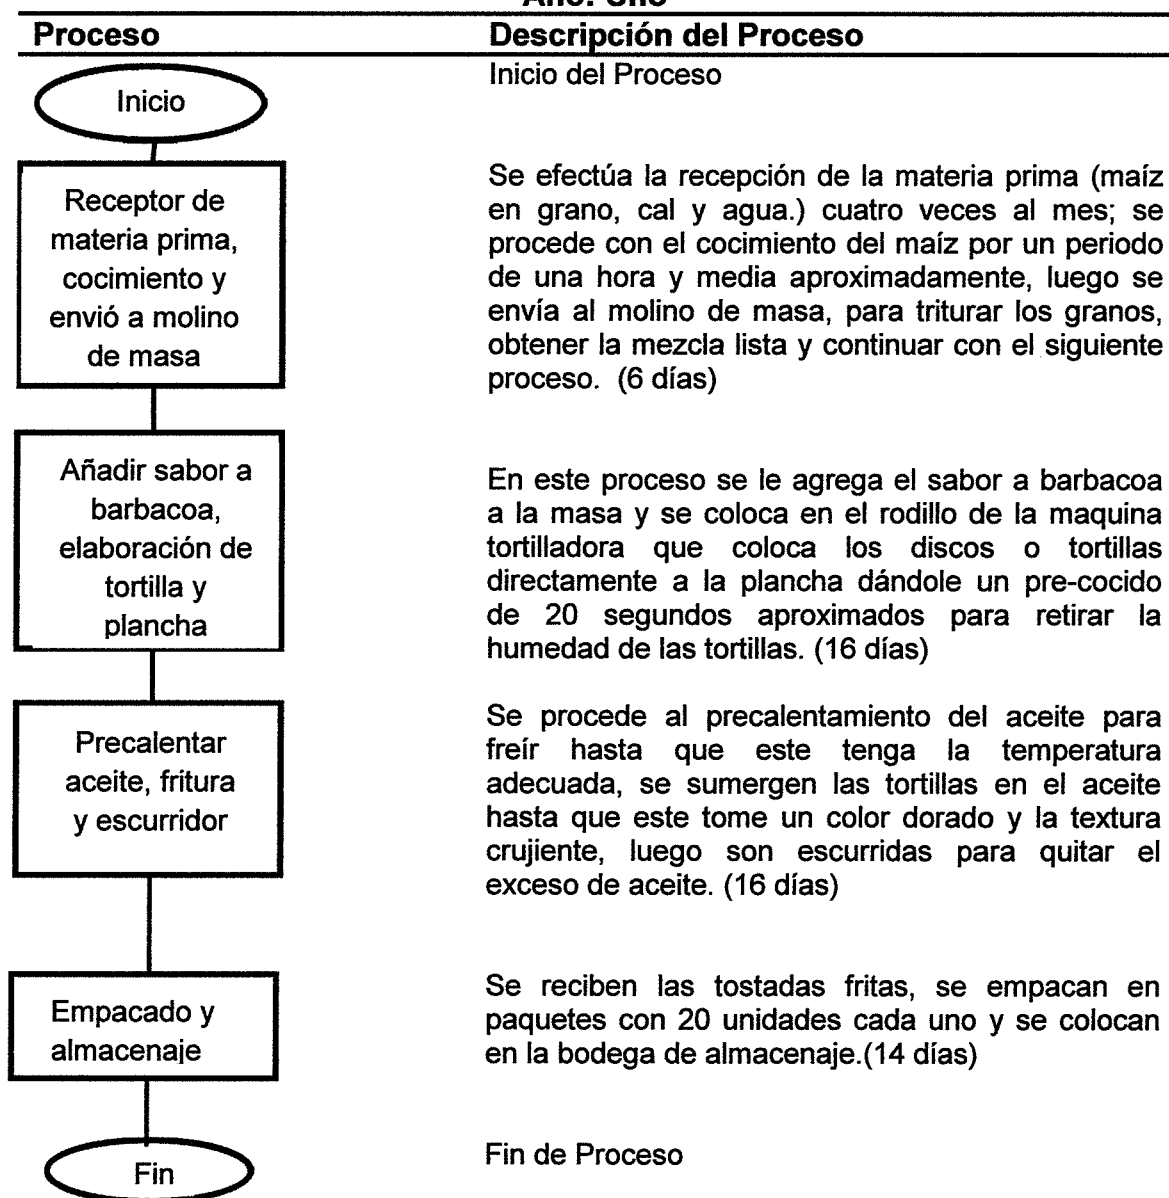 Año: Uno
Proceso
Descripción del Proceso
Inicio
Inicio del Proceso
Receptor de
materia prima,
cocimiento y
envió a molino
de masa
Se efectúa la recepción de la materia prima (maíz
en grano, cal y agua.) cuatro veces al mes; se
procede con el cocimiento del maíz por un periodo
de una hora y media aproximadamente, luego se
envía al molino de masa, para triturar los granos,
obtener la mezcla lista y continuar con el siguiente
proceso. (6 días)
Añadir sabor a
barbacoa,
elaboración de
tortilla y
plancha
En este proceso se le agrega el sabor a barbacoa
a la masa y se coloca en el rodillo de la maquina
tortilladora que coloca los discos o tortillas
directamente a la plancha dándole un pre-cocido
de 20 segundos aproximados para retirar la
humedad de las tortillas. (16 días)
Precalentar
aceite, fritura
y escurridor
Se procede al precalentamiento del aceite para
freír hasta que este tenga la temperatura
adecuada, se sumergen las tortillas en el aceite
hasta que este tome un color dorado y la textura
crujiente, luego son escurridas para quitar el
exceso de aceite. (16 días)
Empacado y
almacenaje
Se reciben las tostadas fritas, se empacan en
paquetes con 20 unidades cada uno y se colocan
en la bodega de almacenaje.(14 días)
Fin
Fin de Proceso